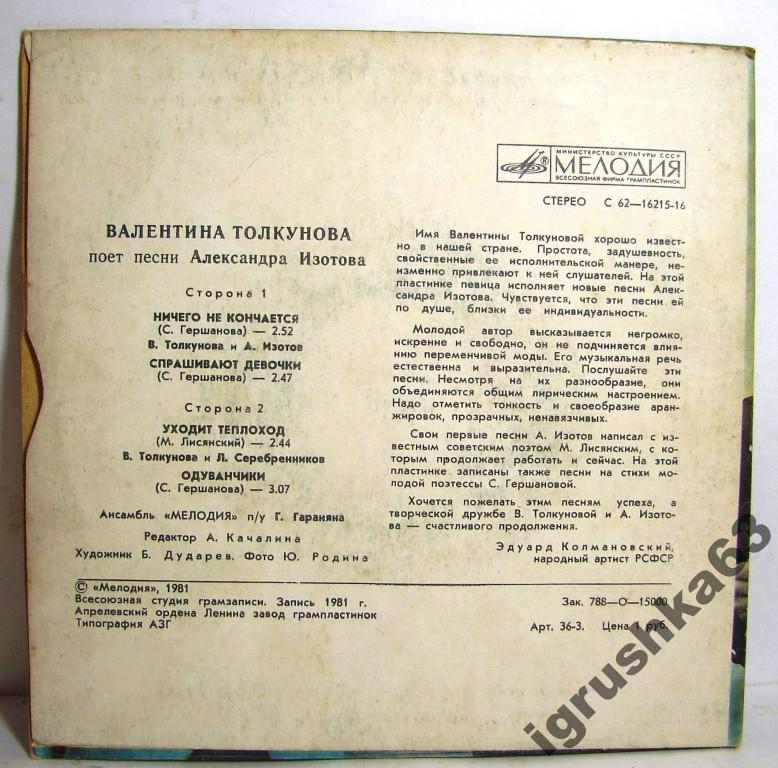 МИНИСТЕРСТВО КУЛЬТУРЫ СССР
МЕЛОДИЯ
ВСЕСОЮЗНАЯ ФИРМА ГРАМПЛАСТИНОК
СТЕРЕО С 62—16215-16
ВАЛЕНТИНА ТОЛКУНОВА
поет песни Александра Изотова
Сторона 1
НИЧЕГО НЕ КОНЧАЕТСЯ
(С. Гершанова) — 2.52
В. Толкунова и А. Изотов
СПРАШИВАЮТ ДЕВОЧКИ
(С. Гершанова) — 2.47
Сторона 2
УХОДИТ ТЕПЛОХОД
(М. Лисянский) — 2.44
В. Толкунова и Л. Серебренников
ОДУВАНЧИКИ
(С. Гершанова) — 3.07
Ансамбль «МЕЛОДИЯ» п/у Г. Гараняна
Редактор А. Качалина
Художник Б. Дударев. Фото Ю. Родина
Имя Валентины Толкуновой хорошо извест-
но в нашей стране. Простота, задушевность,
свойственные ее исполнительской манере, не-
изменно привлекают к ней слушателей. На этой
пластинке певица исполняет новые песни Алек-
сандра Изотова. Чувствуется, что эти песни ей
по душе, близки ее индивидуальности.
Молодой автор высказывается негромко,
искренне и свободно, он не подчиняется влия-
нию переменчивой моды. Его музыкальная речь
естественна и выразительна. Послушайте эти
песни. Несмотря на их разнообразие, они
объединяются общим лирическим настроением.
Надо отметить тонкость и своеобразие аран-
жировок, прозрачных, ненавязчивых.
Свои первые песни А. Изотов написал с из-
вестным советским поэтом М. Лисянским, с ко-
торым продолжает работать и сейчас. На этой
пластинке записаны также песни на стихи мо-
лодой поэтессы С. Гершановой.
Хочется пожелать этим песням успеха, а
творческой дружбе В. Толкуновой и А. Изото-
ва — счастливого продолжения.
Эдуард Колмановский,
народный артист РСФСР
© «Мелодия», 1981
Всесоюзная студия грамзаписи. Запись 1981 г.
Апрелевский ордена Ленина завод грампластинок
Типография АЗГ
Зак. 788—О—15000
Арт. 36-3. Цена 1 руб.
igrushka63